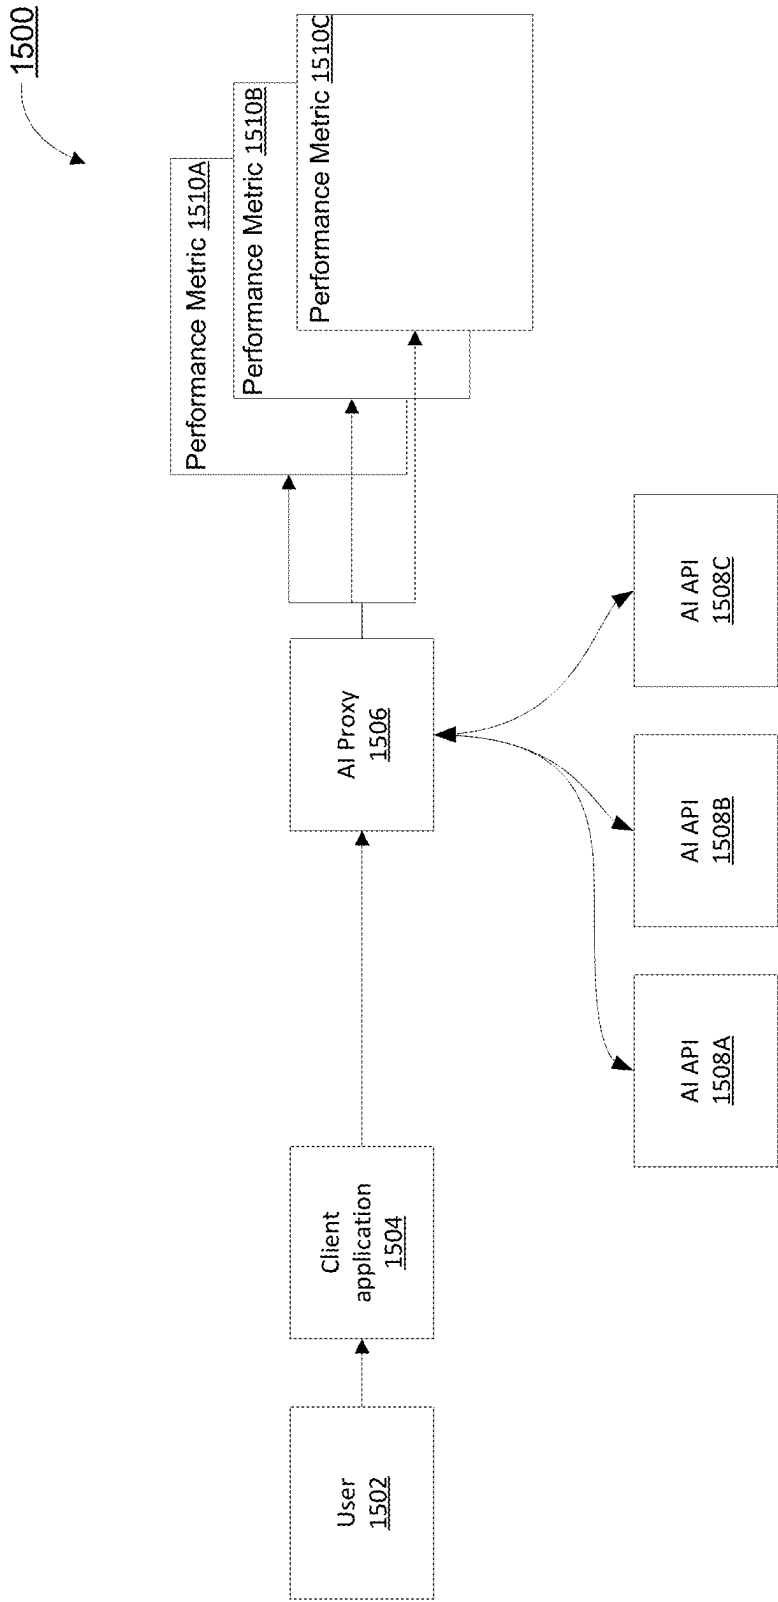 1500
Performance Metric 1510A
Performance Metric 1510B
Performance Metric 1510C
User
1502
Client
application
1504
AI Proxy
1506
AI API
1508A
AI API
1508B
AI API
1508C